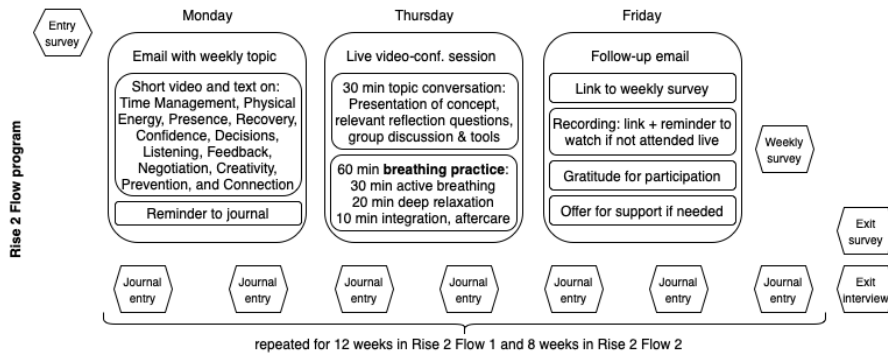 Monday
Thursday
Friday
Entry
survey
Rise 2 Flow program
Email with weekly topic
Short video and text on:
Time Management, Physical
Energy, Presence, Recovery,
Confidence, Decisions,
Listening, Feedback,
Negotiation, Creativity,
Prevention, and Connection
Reminder to journal
Live video-conf. session
30 min topic conversation:
Presentation of concept,
relevant reflection questions,
group discussion & tools
60 min breathing practice:
30 min active breathing
20 min deep relaxation
10 min integration, aftercare
Follow-up email
Link to weekly survey
Recording: link + reminder to
watch if not attended live
Gratitude for participation
Offer for support if needed
Weekly
survey
Exit
survey
Journal
entry
Journal
entry
Journal
entry
Journal
entry
Journal
entry
Journal
entry
Journal
entry
Exit
interview
repeated for 12 weeks in Rise 2 Flow 1 and 8 weeks in Rise 2 Flow 2